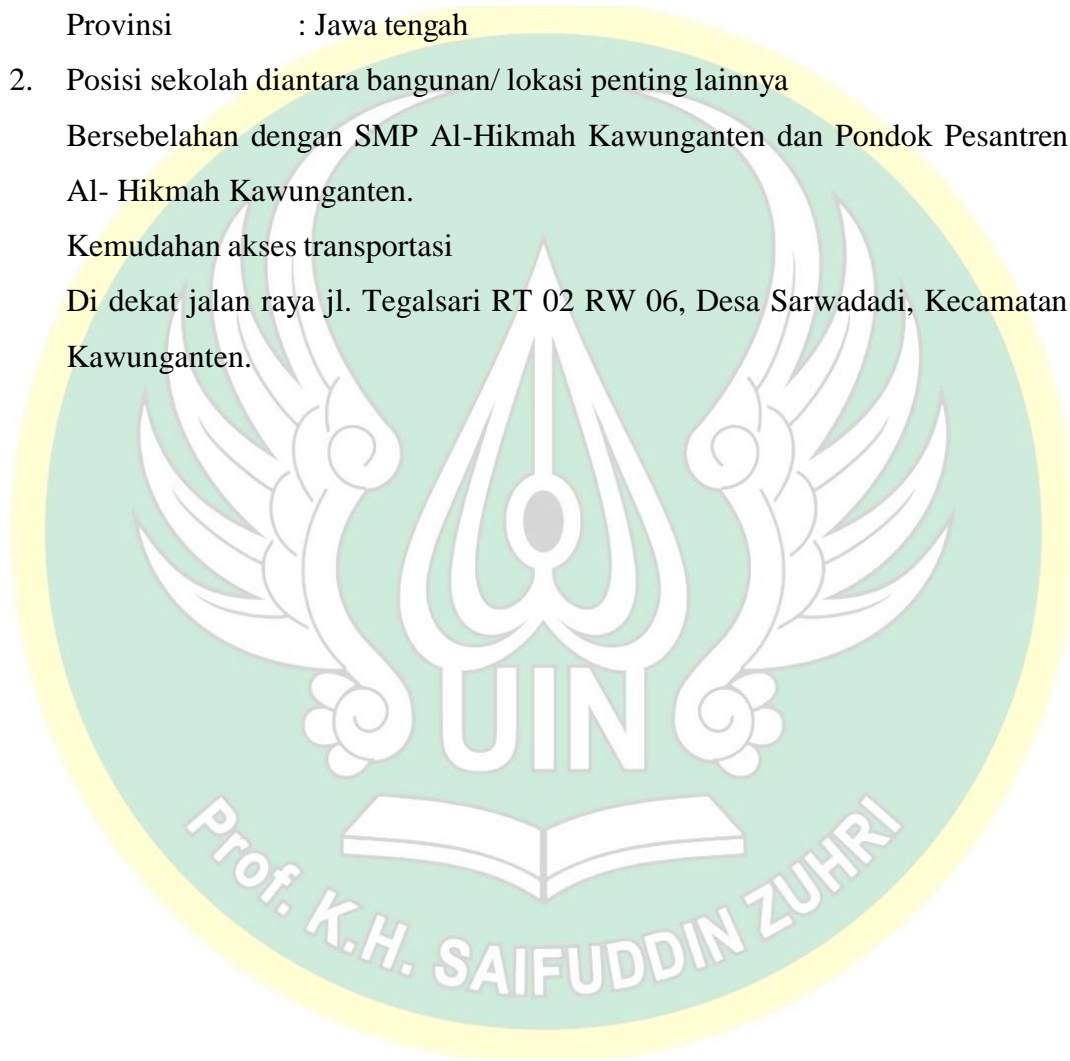 Provinsi : Jawa tengah
2. Posisi sekolah diantara bangunan/ lokasi penting lainnya
Bersebelahan dengan SMP Al-Hikmah Kawunganten dan Pondok Pesantren
Al- Hikmah Kawunganten.
Kemudahan akses transportasi
Di dekat jalan raya jl. Tegalsari RT 02 RW 06, Desa Sarwadadi, Kecamatan
Kawunganten.
UIN
Prof. K.H. SAIFUDDIN ZUHRI